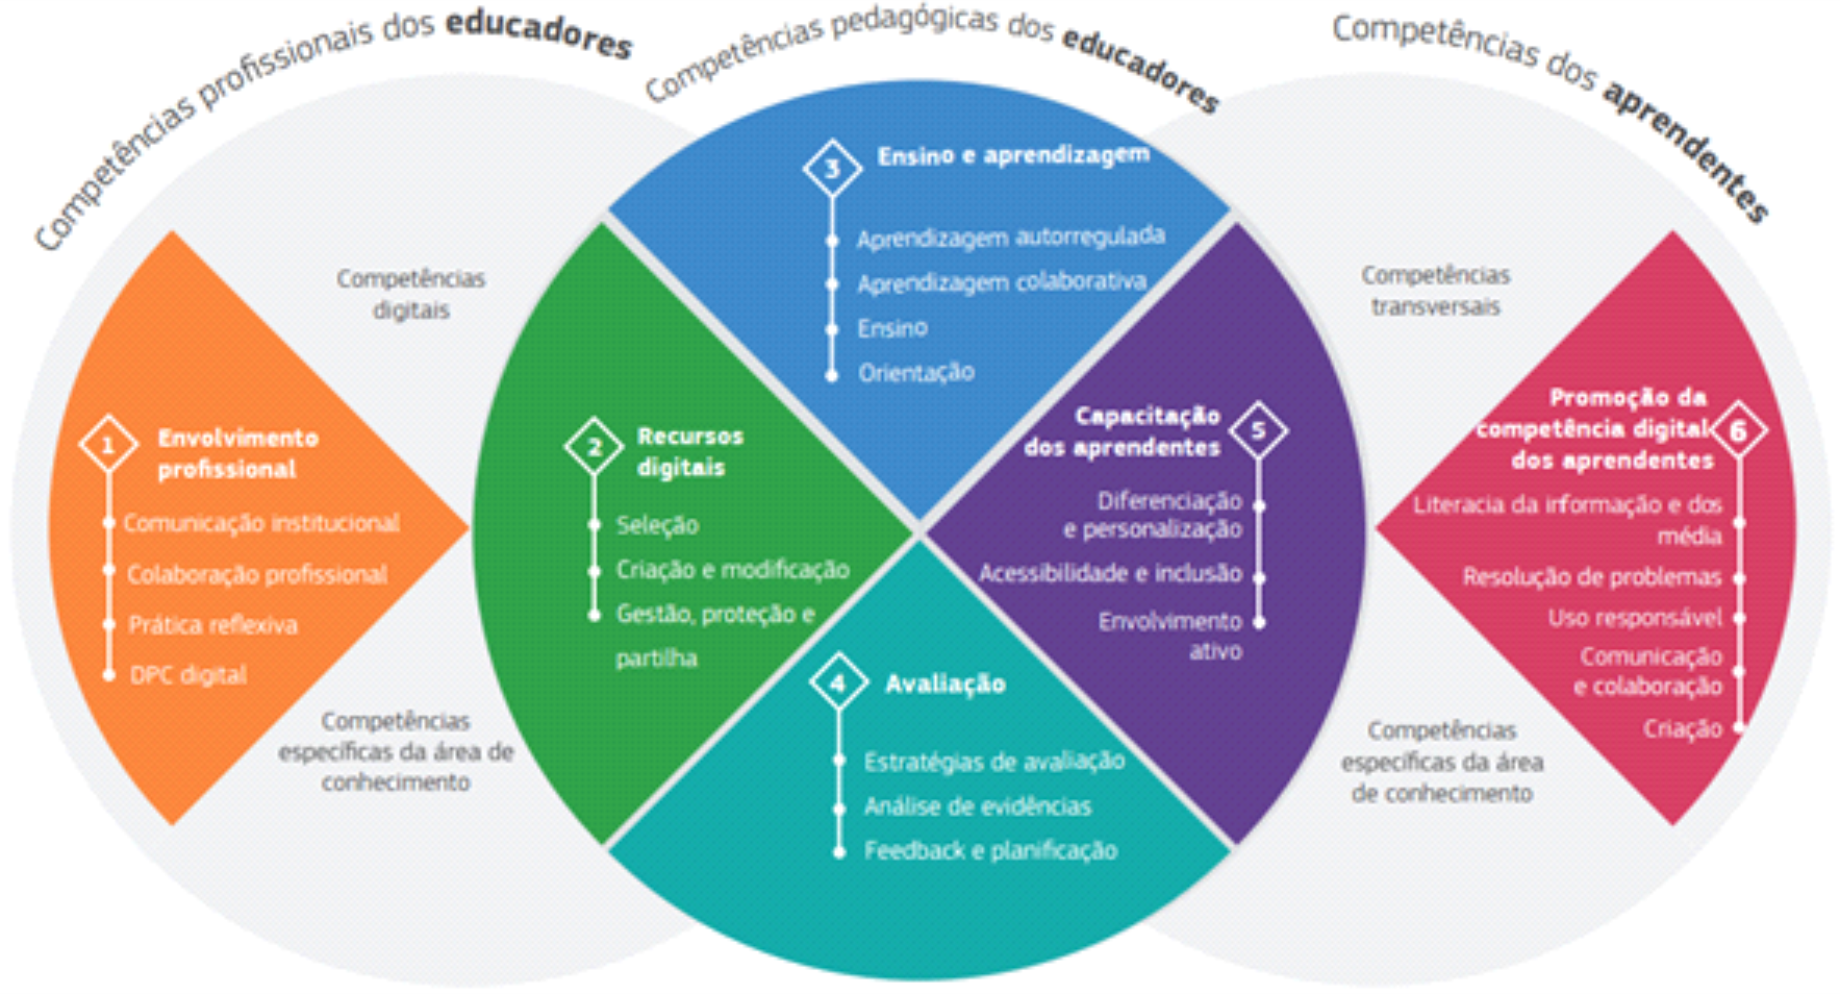 Competências profissionais dos educadores
Competências pedagógicas dos educadores
Competências dos aprendentes
Competências
digitais
Competências
específicas da área de
conhecimento
1
Envolvimento
profissional
Comunicação institucional
Colaboração profissional
Prática reflexiva
DPC digital
2
Recursos
digitais
Seleção
Criação e modificação
Gestão, proteção e
partilha
3
Ensino e aprendizagem
Aprendizagem autorregulada
Aprendizagem colaborativa
Ensino
Orientação
4
Avaliação
Estratégias de avaliação
Análise de evidências
Feedback e planificação
5
Capacitação
dos aprendentes
Diferenciação
e personalização
Acessibilidade e inclusão
Envolvimento
ativo
Competências
transversais
Competências
específicas da área
de conhecimento
6
Promoção da
competência digital
dos aprendentes
Literacia da informação e dos
média
Resolução de problemas
Uso responsável
Comunicação
e colaboração
Criação